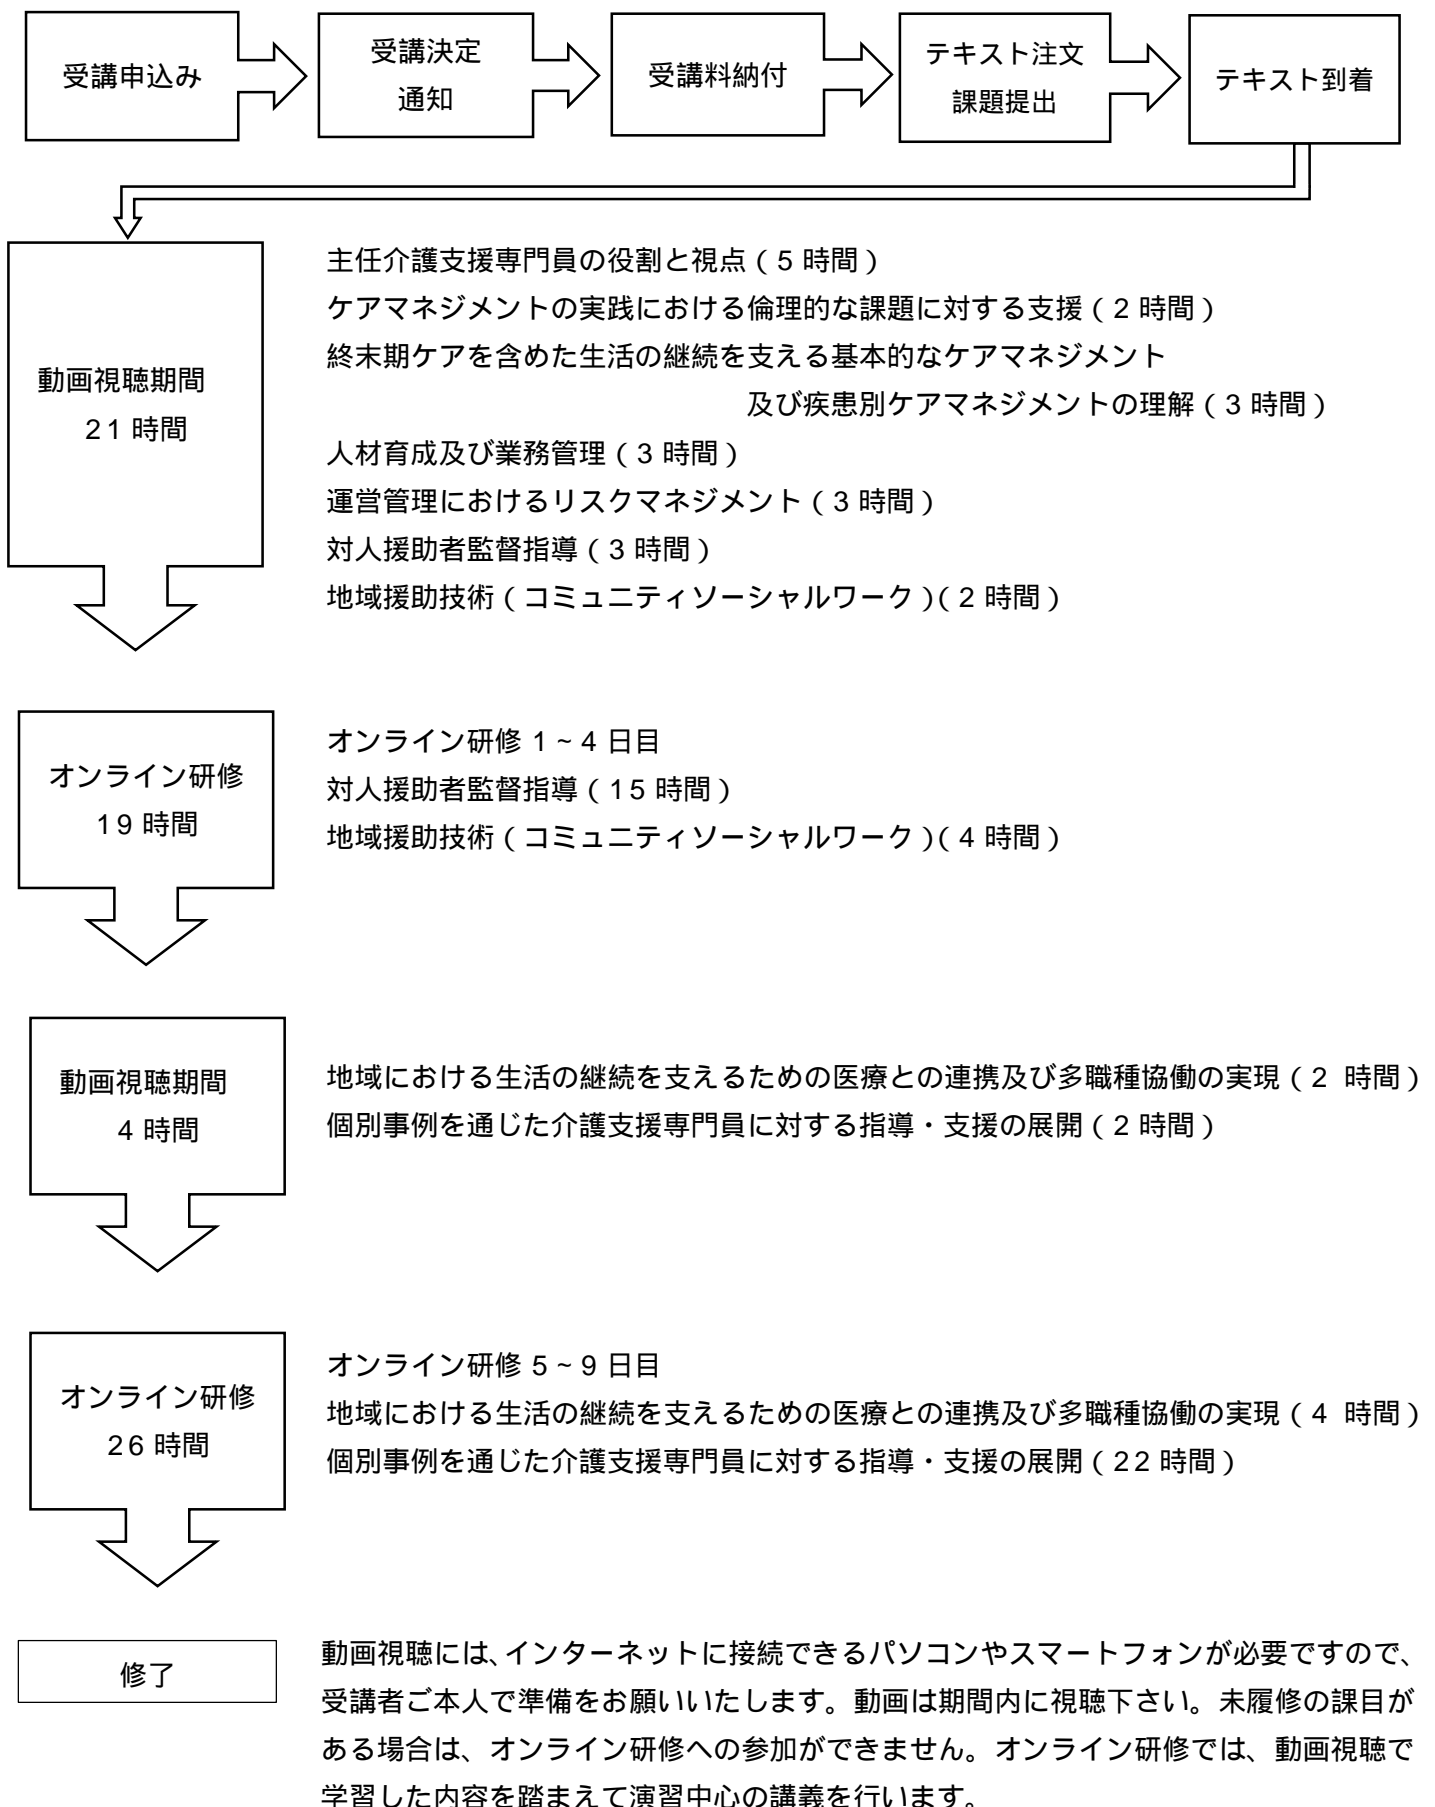 受講申込み
受講決定
通知
受講料納付
テキスト注文
課題提出
テキスト到着
動画視聴期間
21時間
主任介護支援専門員の役割と視点（5時間）
ケアマネジメントの実践における倫理的な課題に対する支援（2時間）
終末期ケアを含めた生活の継続を支える基本的なケアマネジメント
及び疾患別ケアマネジメントの理解（3時間）
人材育成及び業務管理（3時間）
運営管理におけるリスクマネジメント（3時間）
対人援助者監督指導（3時間）
地域援助技術（コミュニティソーシャルワーク）（2時間）
オンライン研修
19時間
オンライン研修 1~4日目
対人援助者監督指導（15時間）
地域援助技術（コミュニティソーシャルワーク）（4時間）
動画視聴期間
4時間
地域における生活の継続を支えるための医療との連携及び多職種協働の実現（2 時間）
個別事例を通じた介護支援専門員に対する指導・支援の展開（2時間）
オンライン研修
26時間
オンライン研修 5~9日目
地域における生活の継続を支えるための医療との連携及び多職種協働の実現（4 時間）
個別事例を通じた介護支援専門員に対する指導・支援の展開（22時間）
修了
動画視聴には、インターネットに接続できるパソコンやスマートフォンが必要ですので、
受講者ご本人で準備をお願いいたします。動画は期間内に視聴下さい。未履修の課目が
ある場合は、オンライン研修への参加ができません。オンライン研修では、動画視聴で
学習した内容を踏まえて演習中心の講義を行います。